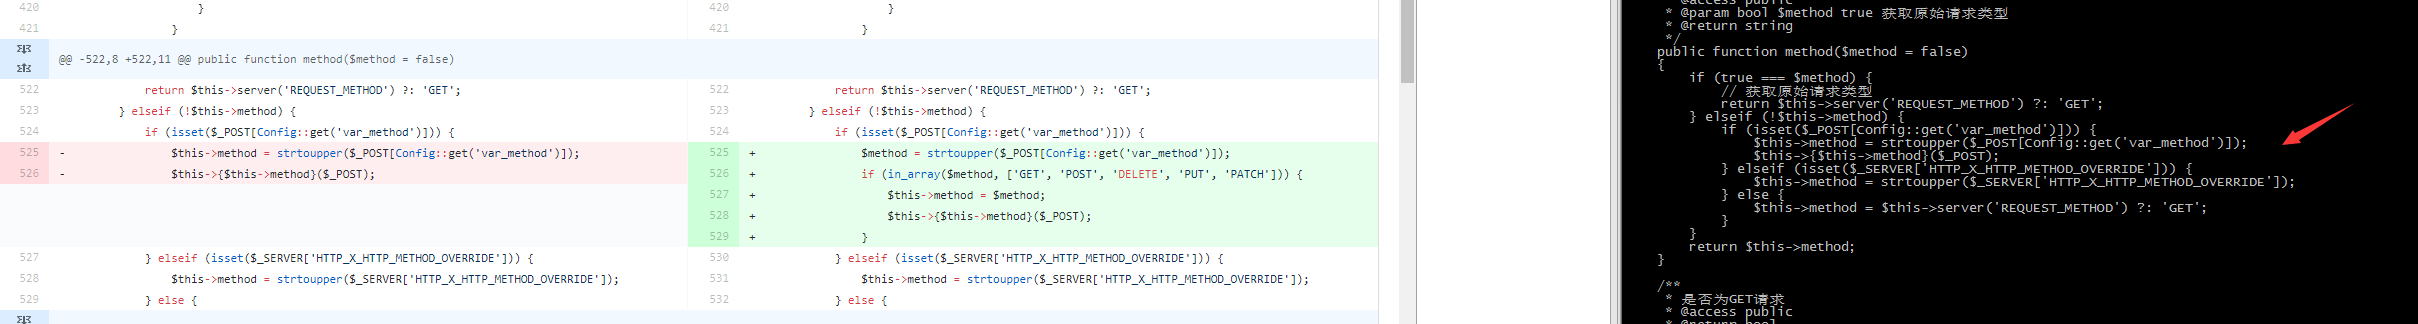 420 }
421 }
@@ -522,8 +522,11 @@ public function method($method = false)
522 return $this->server('REQUEST_METHOD') ?: 'GET';
523 } elseif (!$this->method) {
524 if (isset($_POST[Config::get('var_method')])) {
525 - $this->method = strtoupper($_POST[Config::get('var_method')]);
526 - $this->{$this->method}($_POST);
527 } elseif (isset($_SERVER['HTTP_X_HTTP_METHOD_OVERRIDE'])) {
528 $this->method = strtoupper($_SERVER['HTTP_X_HTTP_METHOD_OVERRIDE']);
529 } else {
420 }
421 }
522 return $this->server('REQUEST_METHOD') ?: 'GET';
523 } elseif (!$this->method) {
524 if (isset($_POST[Config::get('var_method')])) {
525 + $method = strtoupper($_POST[Config::get('var_method')]);
526 + if (in_array($method, ['GET', 'POST', 'DELETE', 'PUT', 'PATCH'])) {
527 + $this->method = $method;
528 + $this->{$this->method}($_POST);
529 + }
530 } elseif (isset($_SERVER['HTTP_X_HTTP_METHOD_OVERRIDE'])) {
531 $this->method = strtoupper($_SERVER['HTTP_X_HTTP_METHOD_OVERRIDE']);
532 } else {
* @access public
* @param bool $method true 获取原始请求类型
* @return string
*/
public function method($method = false)
{
if (true === $method) {
// 获取原始请求类型
return $this->server('REQUEST_METHOD') ?: 'GET';
} elseif (!$this->method) {
if (isset($_POST[Config::get('var_method')])) {
$this->method = strtoupper($_POST[Config::get('var_method')]);
$this->{$this->method}($_POST);
} elseif (isset($_SERVER['HTTP_X_HTTP_METHOD_OVERRIDE'])) {
$this->method = strtoupper($_SERVER['HTTP_X_HTTP_METHOD_OVERRIDE']);
} else {
$this->method = $this->server('REQUEST_METHOD') ?: 'GET';
}
}
return $this->method;
}
/**
* 是否为GET请求
* @access public
* @return bool